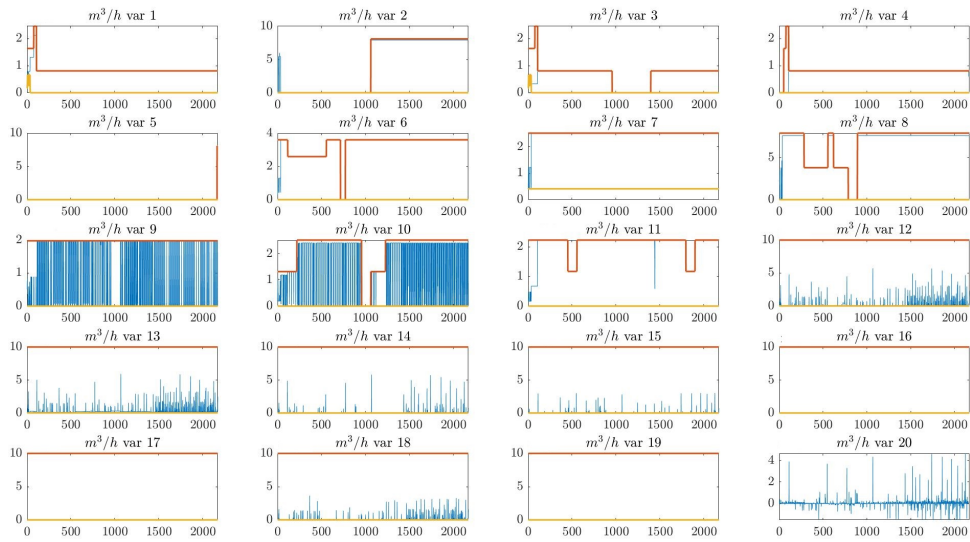 m³/h var 1 m³/h var 2 m³/h var 3 m³/h var 4
2 10 2 2
1 5 1 1
0 0 0 0
0 500 1000 1500 2000 0 500 1000 1500 2000 0 500 1000 1500 2000 0 500 1000 1500 2000
m³/h var 5 m³/h var 6 m³/h var 7 m³/h var 8
10 4 2
5 2 1 5
0 0 0 0
0 500 1000 1500 2000 0 500 1000 1500 2000 0 500 1000 1500 2000 0 500 1000 1500 2000
m³/h var 9 m³/h var 10 m³/h var 11 m³/h var 12
2 2 2 10
1 1 1 5
0 0 0 0
0 500 1000 1500 2000 0 500 1000 1500 2000 0 500 1000 1500 2000 0 500 1000 1500 2000
m³/h var 13 m³/h var 14 m³/h var 15 m³/h var 16
10 10 10 10
5 5 5 5
0 0 0 0
0 500 1000 1500 2000 0 500 1000 1500 2000 0 500 1000 1500 2000 0 500 1000 1500 2000
m³/h var 17 m³/h var 18 m³/h var 19 m³/h var 20
10 10 10 4
5 5 5 2
0 0 0 0
0 500 1000 1500 2000 0 500 1000 1500 2000 0 500 1000 1500 2000 0 500 1000 1500 2000